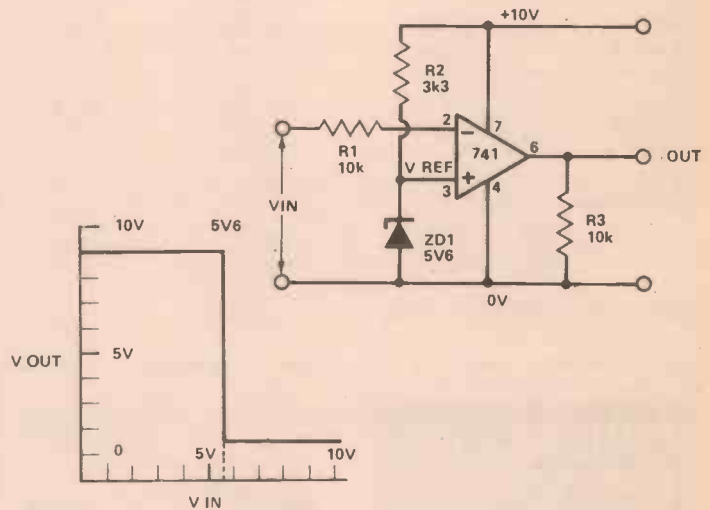 +10V
R2
3k3
2
7
R1
10k
741
6
OUT
V REF
3
4
VIN
ZD1
5V6
R3
10k
0V
10V
5V6
V OUT
5V
0
5V
10V
V IN